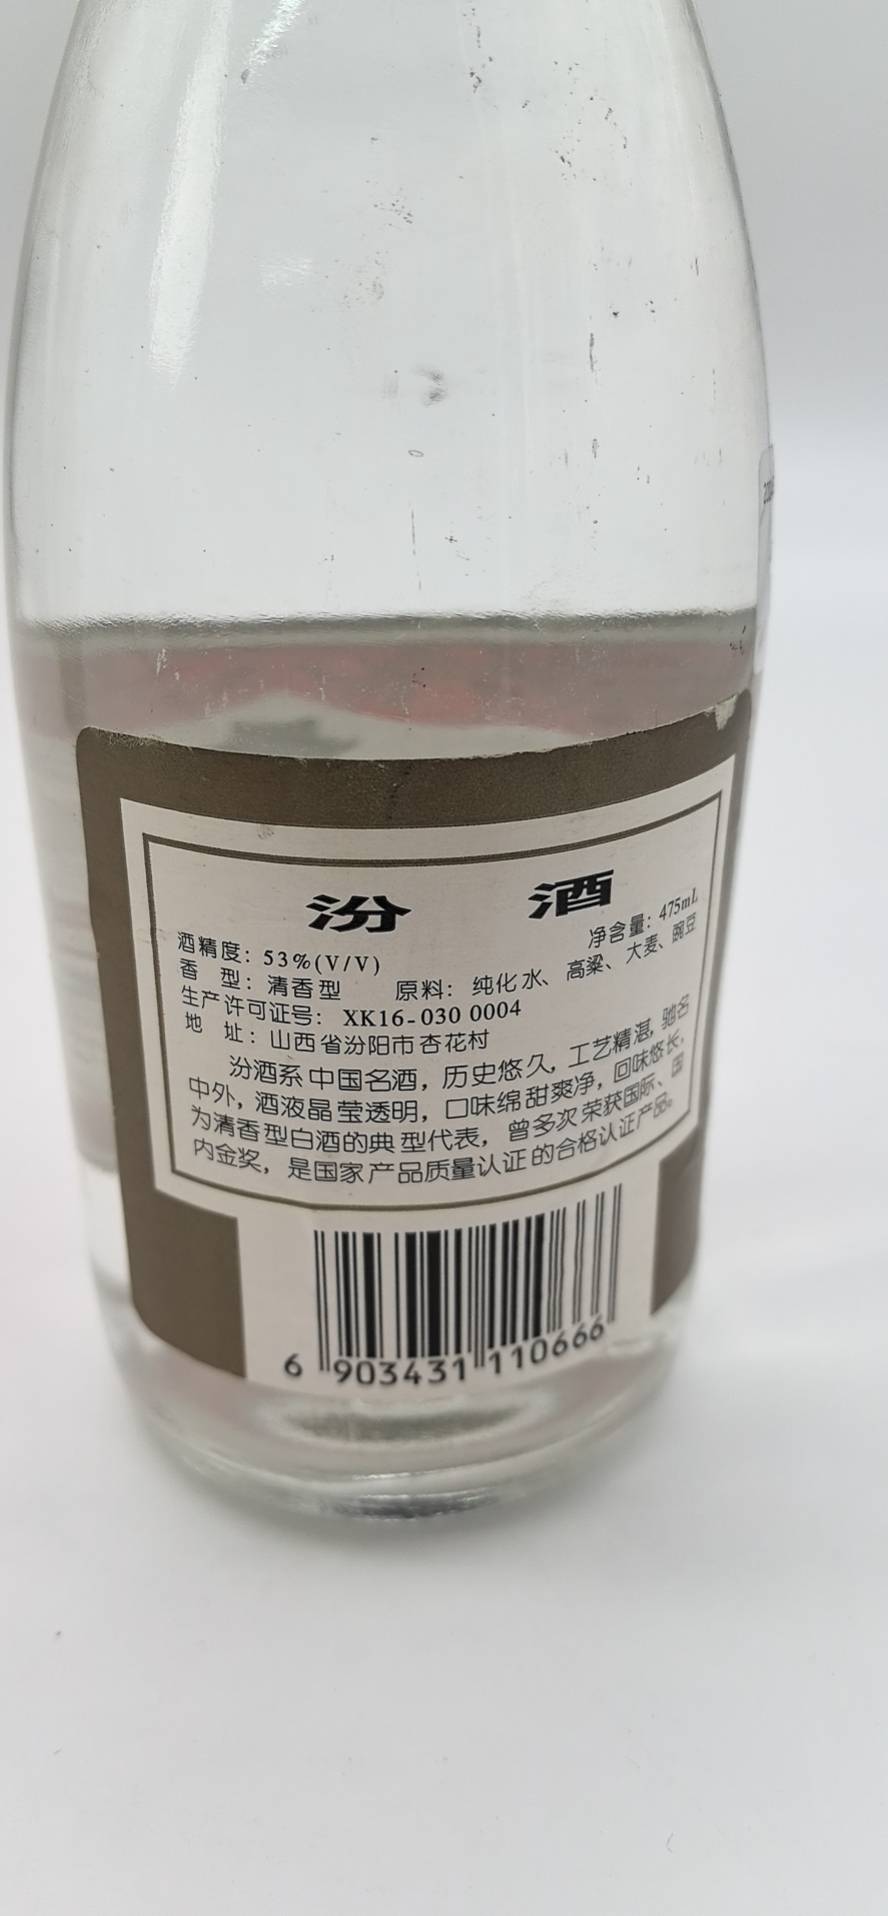 汾 酒
酒精度: 53%(V/V) 净含量: 475mL
香 型: 清香型 原料: 纯化水、高粱、大麦、豌豆
生产许可证号: XK16-030 0004
地 址: 山西省汾阳市杏花村
汾酒系中国名酒, 历史悠久, 工艺精湛, 驰名
中外, 酒液晶莹透明, 口味绵甜爽净, 回味悠长,
为清香型白酒的典型代表, 曾多次荣获国际、国
内金奖, 是国家产品质量认证的合格认证产品。
6 903431 110666